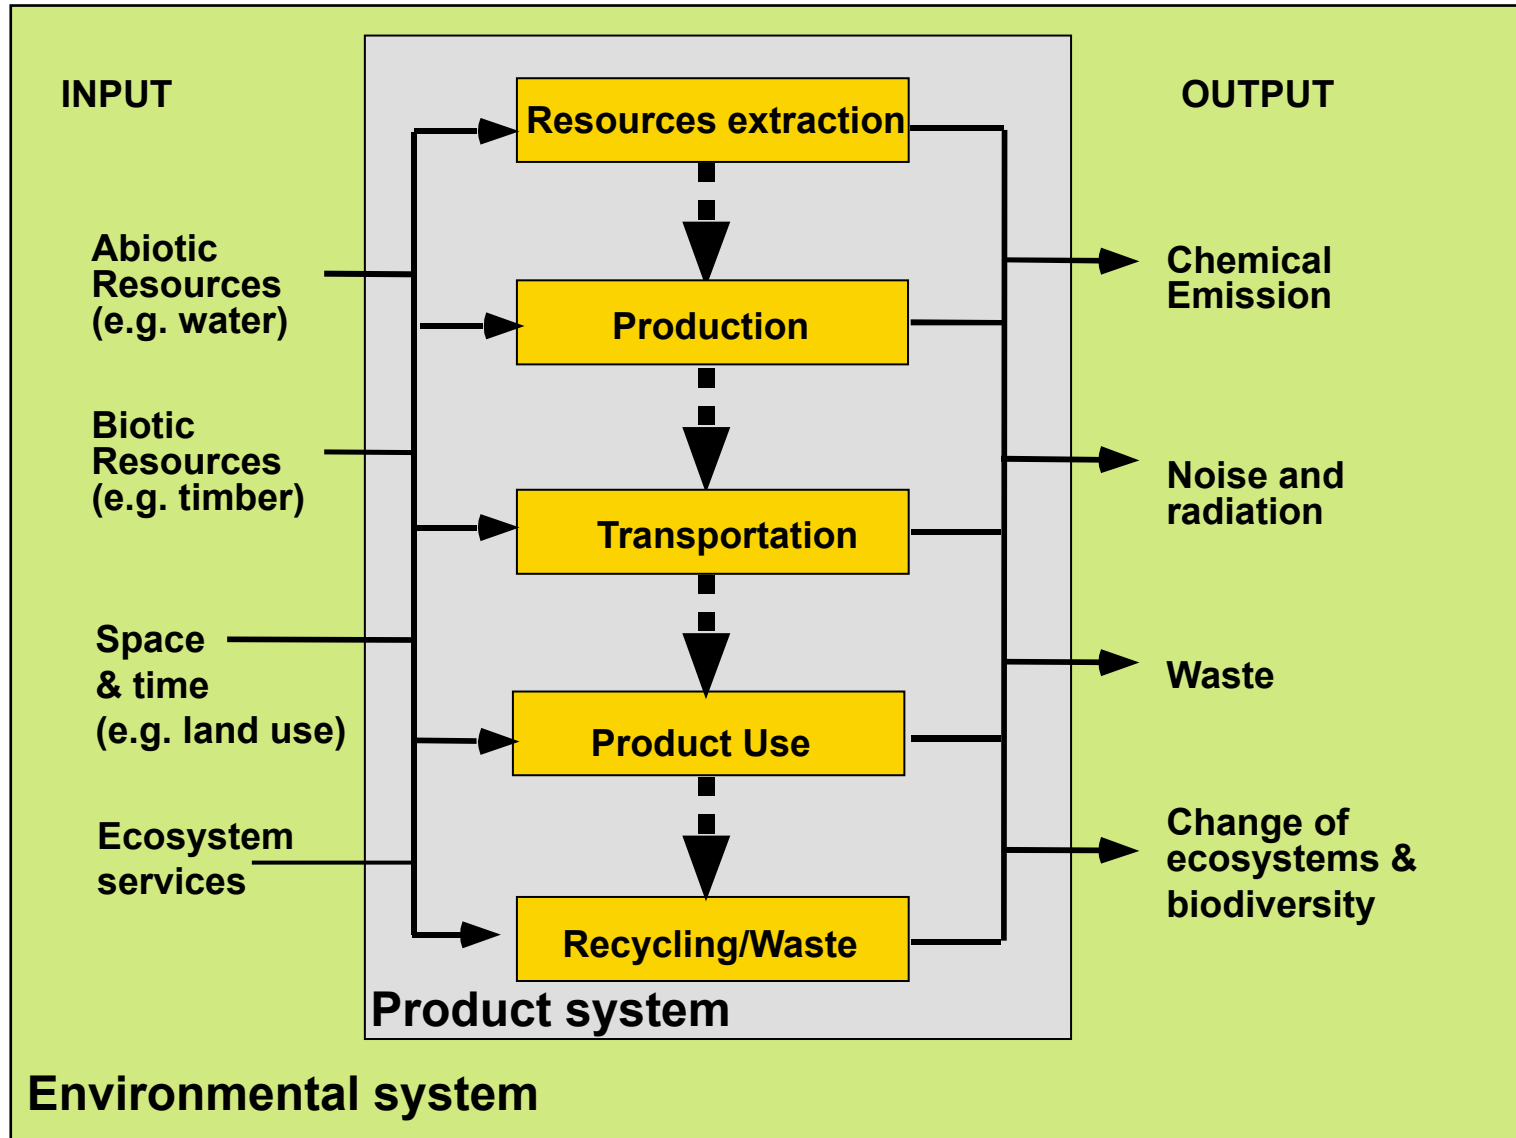 INPUT
OUTPUT
Resources extraction
Abiotic
Resources
(e.g. water)
Chemical
Emission
Production
Biotic
Resources
(e.g. timber)
Noise and
radiation
Transportation
Space
& time
(e.g. land use)
Waste
Product Use
Ecosystem
services
Change of
ecosystems &
biodiversity
Recycling/Waste
Product system
Environmental system